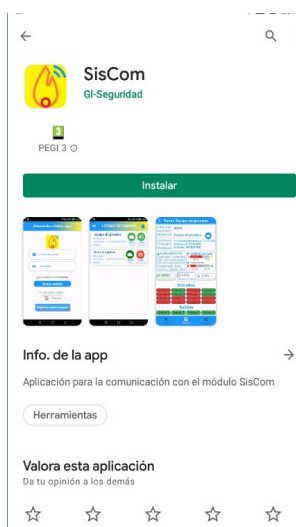 SisCom
GI-Seguridad
3
PEGI 3
Instalar
Info. de la app
Aplicación para la comunicación con el módulo SisCom
Herramientas
Valora esta aplicación
Da tu opinión a los demás